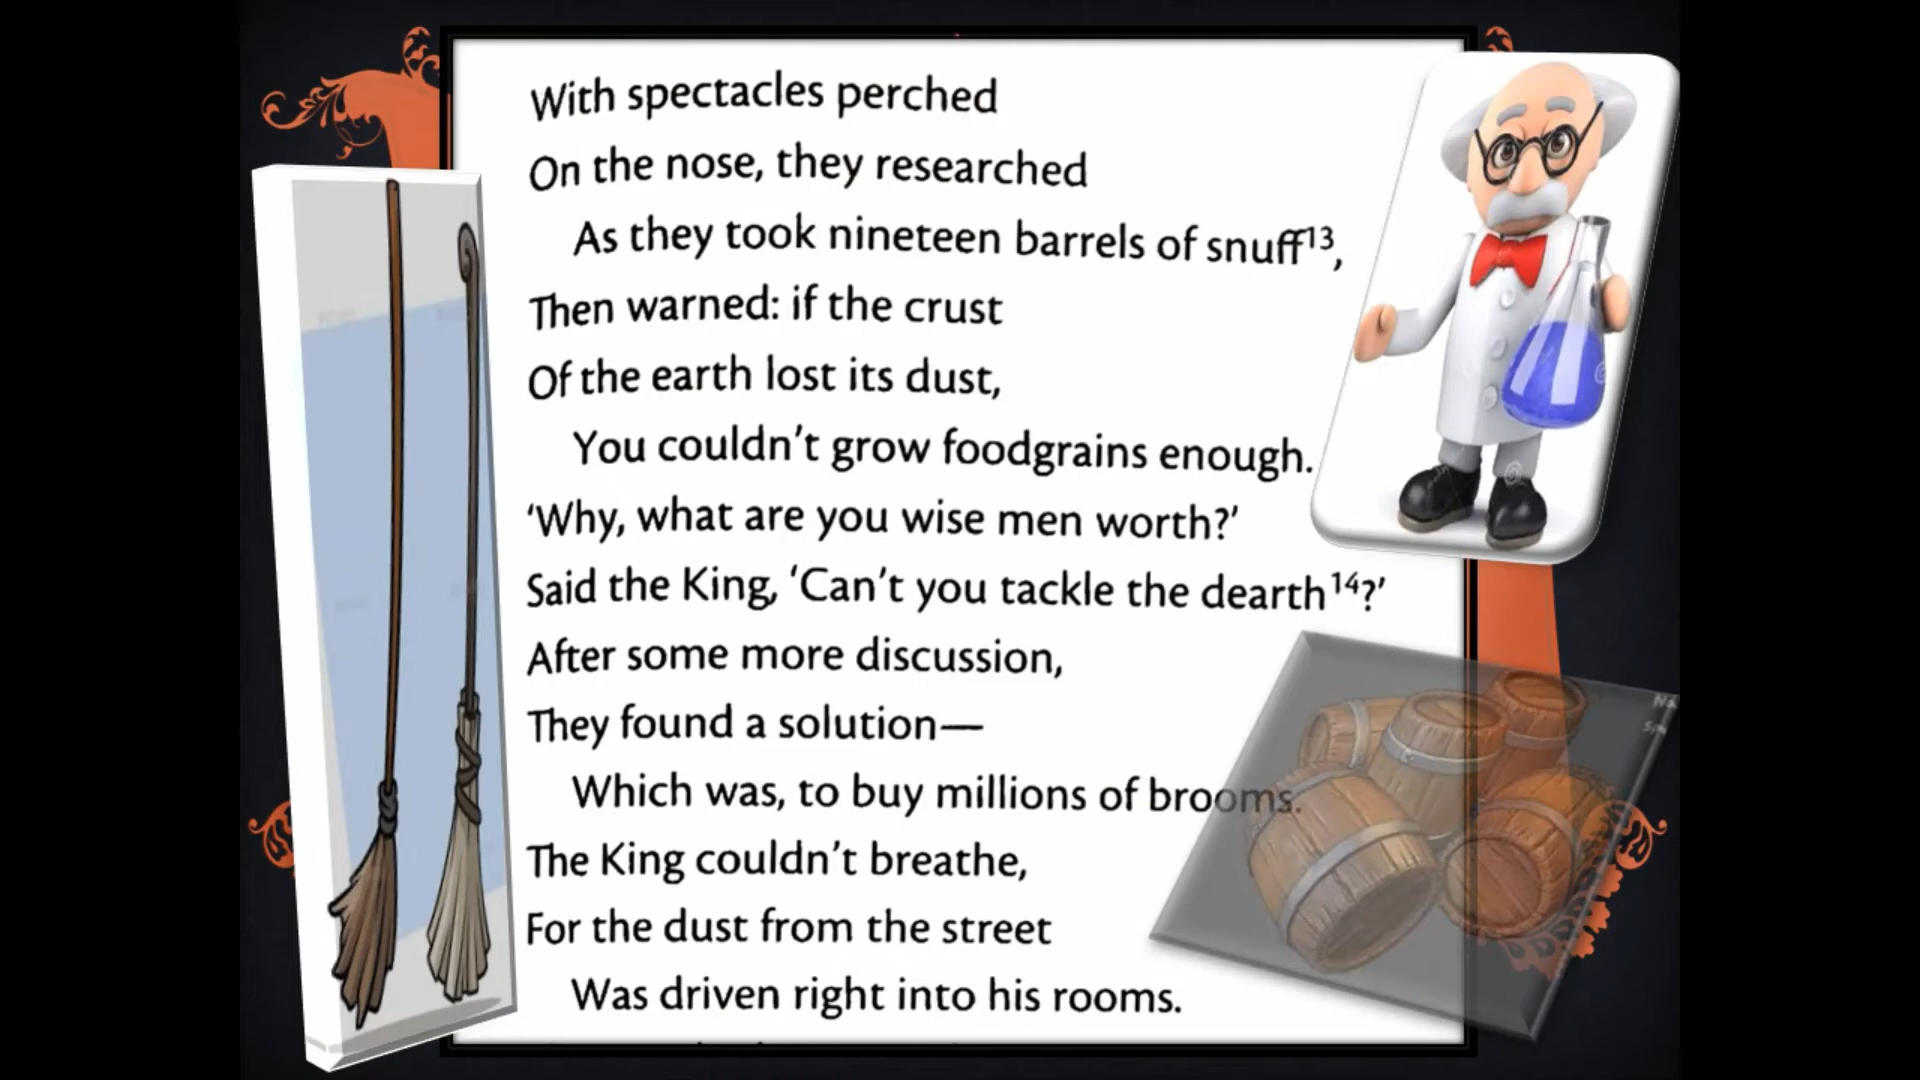 With spectacles perched
On the nose, they researched
As they took nineteen barrels of snuff¹³,
Then warned: if the crust
Of the earth lost its dust,
You couldn't grow foodgrains enough.
‘Why, what are you wise men worth?’
Said the King, ‘Can't you tackle the dearth¹⁴?’
After some more discussion,
They found a solution—
Which was, to buy millions of brooms.
The King couldn't breathe,
For the dust from the street
Was driven right into his rooms.